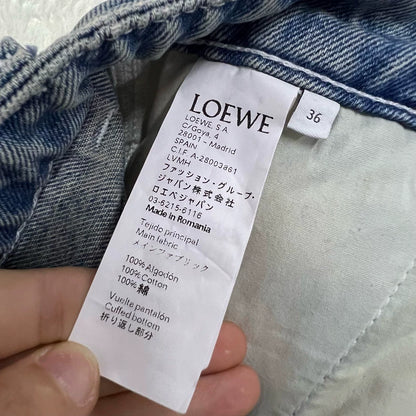 LOEWE
36
LOEWE, S.A
C/Goya, 4
28001 - Madrid
SPAIN
C.I.F. A-28003861
LVMH
ファッション・グループ・
ジャパン株式会社
ロエベジャパン
03-6215-6116
Made in Romania
Tejido principal
Main fabric
メインファブリック
100% Algodón
100% Cotton
100% 綿
Vuelta pantalón
Cuffed bottom
折り返し部分